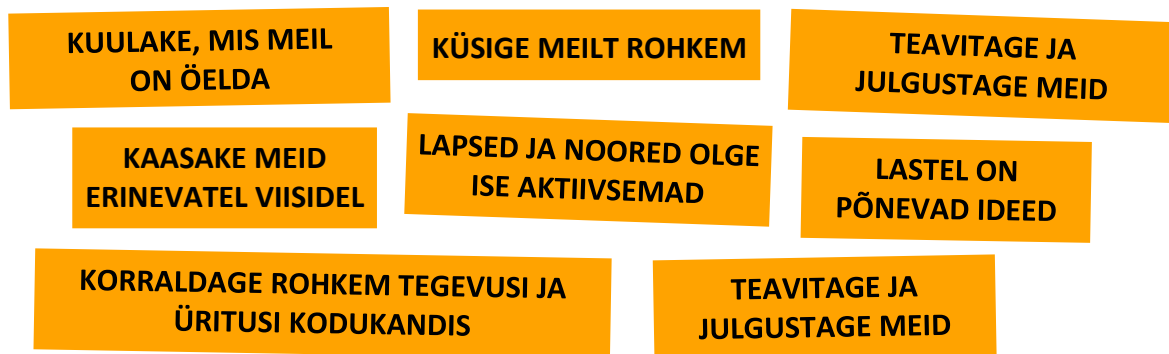 KUULAKE, MIS MEIL
ON ÖELDA
KÜSIGE MEILT ROHKEM
TEAVITAGE JA
JULGUSTAGE MEID
KAASAKE MEID
ERINEVATEL VIISIDEL
LAPSED JA NOORED OLGE
ISE AKTIIVSEMAD
LASTEL ON
PÕNEVAD IDEED
KORRALDAGE ROHKEM TEGEVUSI JA
ÜRITUSI KODUKANDIS
TEAVITAGE JA
JULGUSTAGE MEID